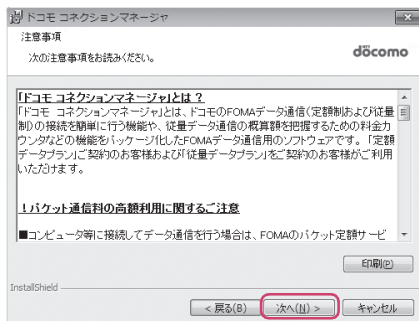 ドコモ コネクションマネージャ
注意事項
次の注意事項をお読みください。
döcomo
「ドコモ コネクションマネージャ」とは？
「ドコモ コネクションマネージャ」とは、ドコモのFOMAデータ通信(定額制および従量
制)の接続を簡単に行う機能や、従量データ通信の概算額を把握するための料金カ
ウンタなどの機能をパッケージ化したFOMAデータ通信用のソフトウェアです。「定額
データプラン」ご契約のお客様および「従量データプラン」をご契約のお客様がご利用
いただけます。
！パケット通信料の高額利用に関するご注意
■コンピュータ等に接続してデータ通信を行う場合は、FOMAのパケット定額サービ
印刷(P)
InstallShield
< 戻る(B)
次へ(N) >
キャンセル